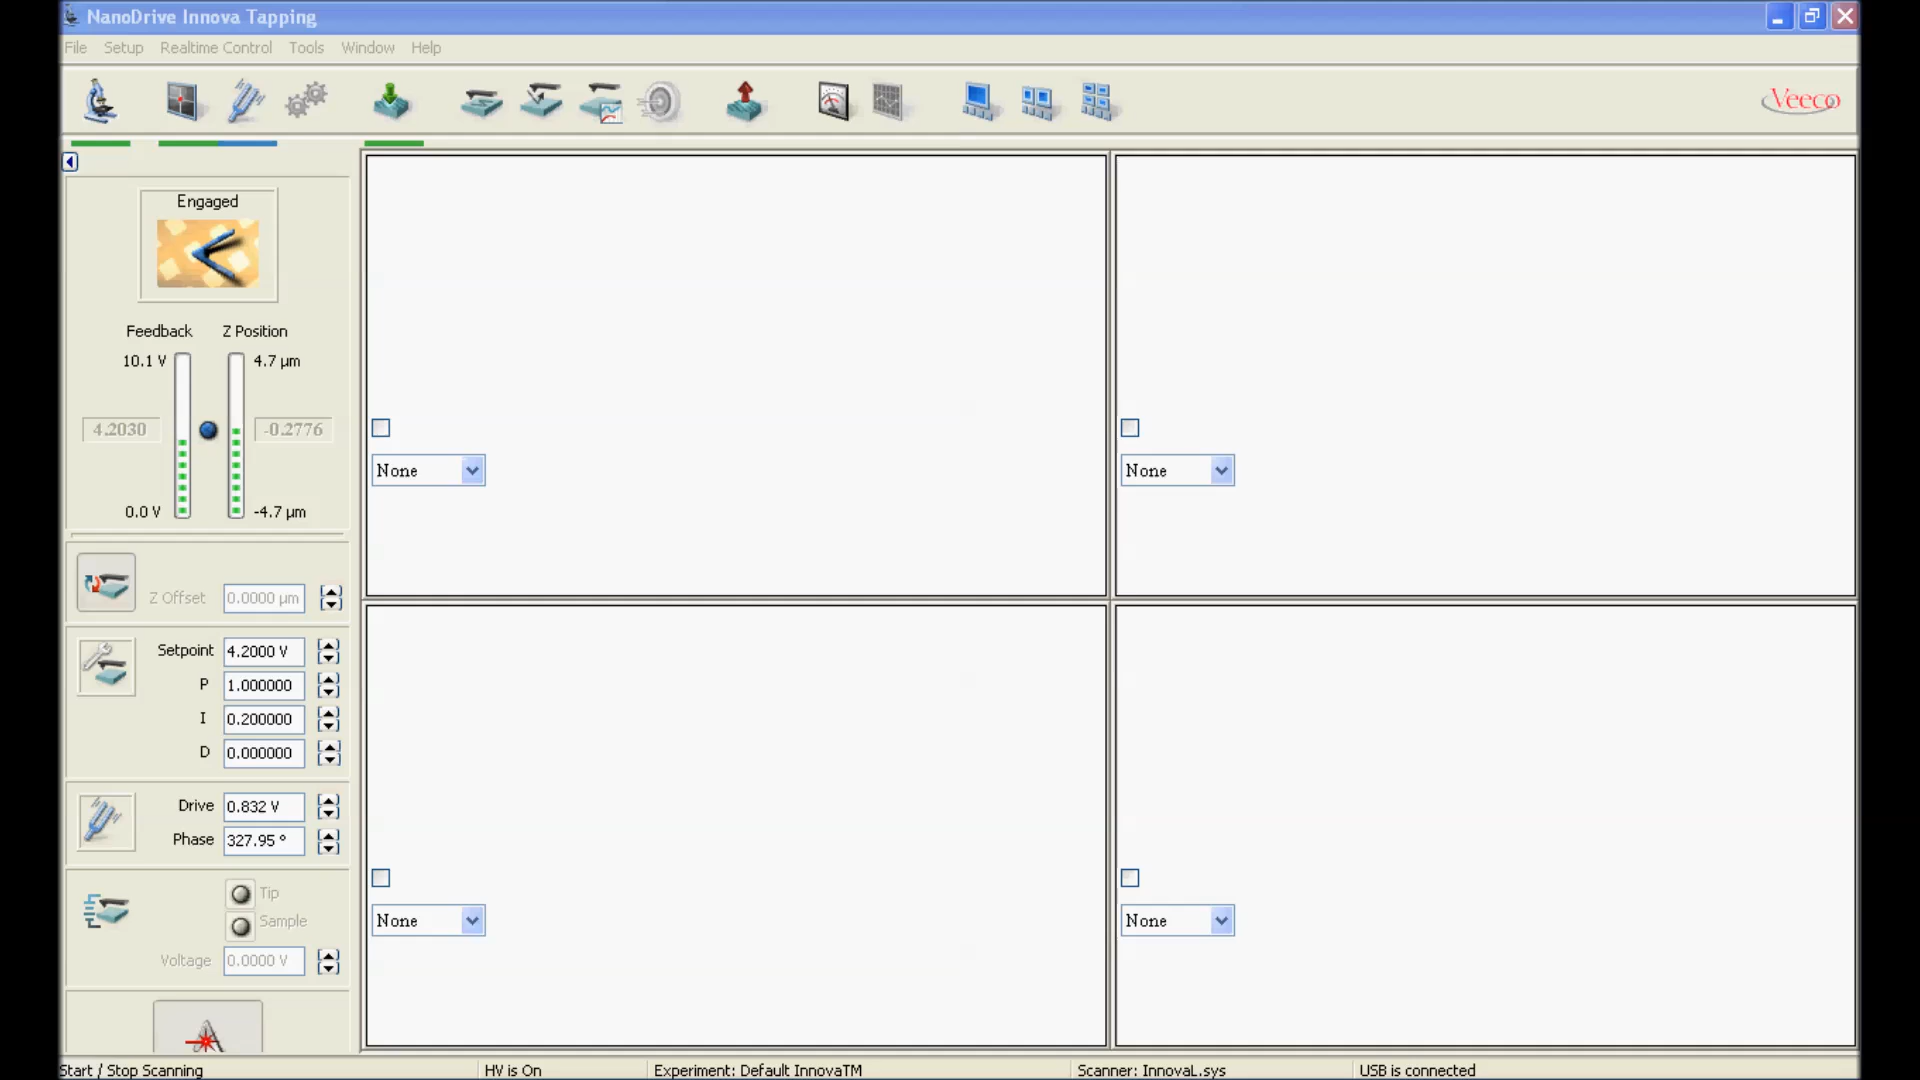 NanoDrive Innova Tapping
File Setup Realtime Control Tools Window Help
Veeco
Engaged
Feedback Z Position
10.1 V 4.7 µm
4.2030 -0.2776
0.0 V -4.7 µm
Z Offset 0.0000 µm
Setpoint 4.2000 V
P 1.000000
I 0.200000
D 0.000000
Drive 0.832 V
Phase 327.95 °
Tip
Sample
Voltage 0.0000 V
None
None
None
None
Start / Stop Scanning HV is On Experiment: Default InnovaTM Scanner: InnovaL.sys USB is connected